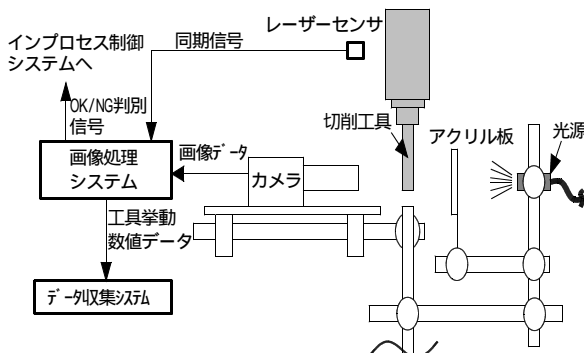 レーザーセンサ
インプロセス制御
システムへ
同期信号
OK/NG判別
信号
切削工具
アクリル板
光源
画像処理
システム
画像ﾃﾞｰﾀ
カメラ
工具挙動
数値データ
ﾃﾞｰﾀ収集ｼｽﾃﾑ